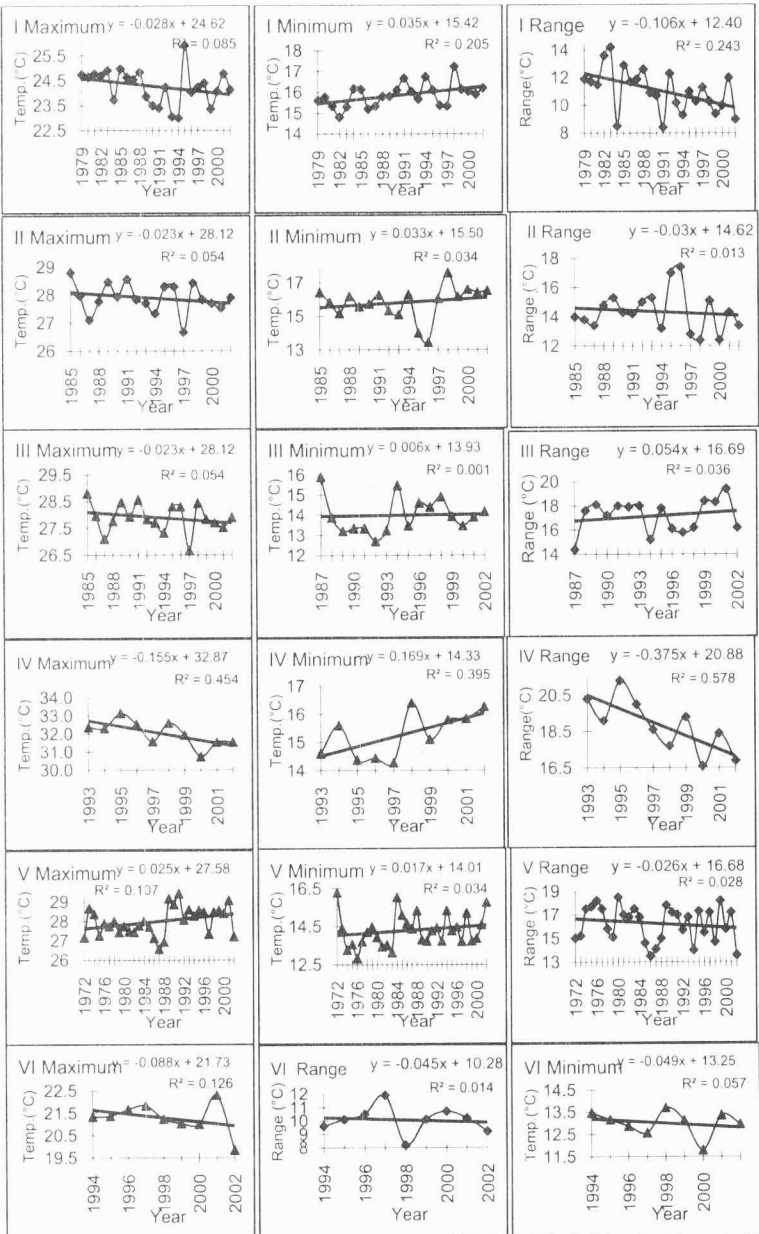 I Maximum y = -0.028x + 24.62
R² = 0.085
Temp.(°C)
25.5
24.5
23.5
22.5
1979
1982
1985
1988
1991
1994
1997
2000
Year
I Minimum y = 0.035x + 15.42
R² = 0.205
Temp.(°C)
18
17
16
15
14
1979
1982
1985
1988
1991
1994
1997
2000
Year
I Range y = -0.106x + 12.40
R² = 0.243
Range(°C)
14
12
10
8
1979
1982
1985
1988
1991
1994
1997
2000
Year
II Maximum y = -0.023x + 28.12
R² = 0.054
Temp.(°C)
29
28
27
26
1985
1988
1991
1994
1997
2000
Year
II Minimum y = 0.033x + 15.50
R² = 0.034
Temp.(°C)
17
15
13
1985
1988
1991
1994
1997
2000
Year
II Range y = -0.03x + 14.62
R² = 0.013
Range (°C)
18
16
14
12
1985
1988
1991
1994
1997
2000
Year
III Maximum y = -0.023x + 28.12
R² = 0.054
Temp.(°C)
29.5
28.5
27.5
26.5
1985
1988
1991
1994
1997
2000
Year
III Minimum y = 0.006x + 13.93
R² = 0.001
Temp.(°C)
16
15
14
13
12
1987
1990
1993
1996
1999
2002
Year
III Range y = 0.054x + 16.69
R² = 0.036
Range(°C)
20
18
16
14
1987
1990
1993
1996
1999
2002
Year
IV Maximum y = -0.155x + 32.87
R² = 0.454
Temp.(°C)
34.0
33.0
32.0
31.0
30.0
1993
1995
1997
1999
2001
Year
IV Minimum y = 0.169x + 14.33
R² = 0.395
Temp.(°C)
17
16
15
14
1993
1995
1997
1999
2001
Year
IV Range y = -0.375x + 20.88
R² = 0.578
Range(°C)
20.5
18.5
16.5
1993
1995
1997
1999
2001
Year
V Maximum y = 0.025x + 27.58
R² = 0.107
Temp.(°C)
29
28
27
26
1972
1976
1980
1984
1988
1992
1996
2000
Year
V Minimum y = 0.017x + 14.01
R² = 0.034
Temp.(°C)
16.5
14.5
12.5
1972
1976
1980
1984
1988
1992
1996
2000
Year
V Range y = -0.026x + 16.68
R² = 0.028
Range (°C)
19
17
15
13
1972
1976
1980
1984
1988
1992
1996
2000
Year
VI Maximum y = -0.088x + 21.73
R² = 0.126
Temp.(°C)
22.5
21.5
20.5
19.5
1994
1996
1998
2000
2002
Year
VI Range y = -0.045x + 10.28
R² = 0.014
Range (°C)
12
11
10
9
8
1994
1996
1998
2000
2002
Year
VI Minimum y = -0.049x + 13.25
R² = 0.057
Temp (°C)
13.5
12.5
11.5
1994
1996
1998
2000
2002
Year